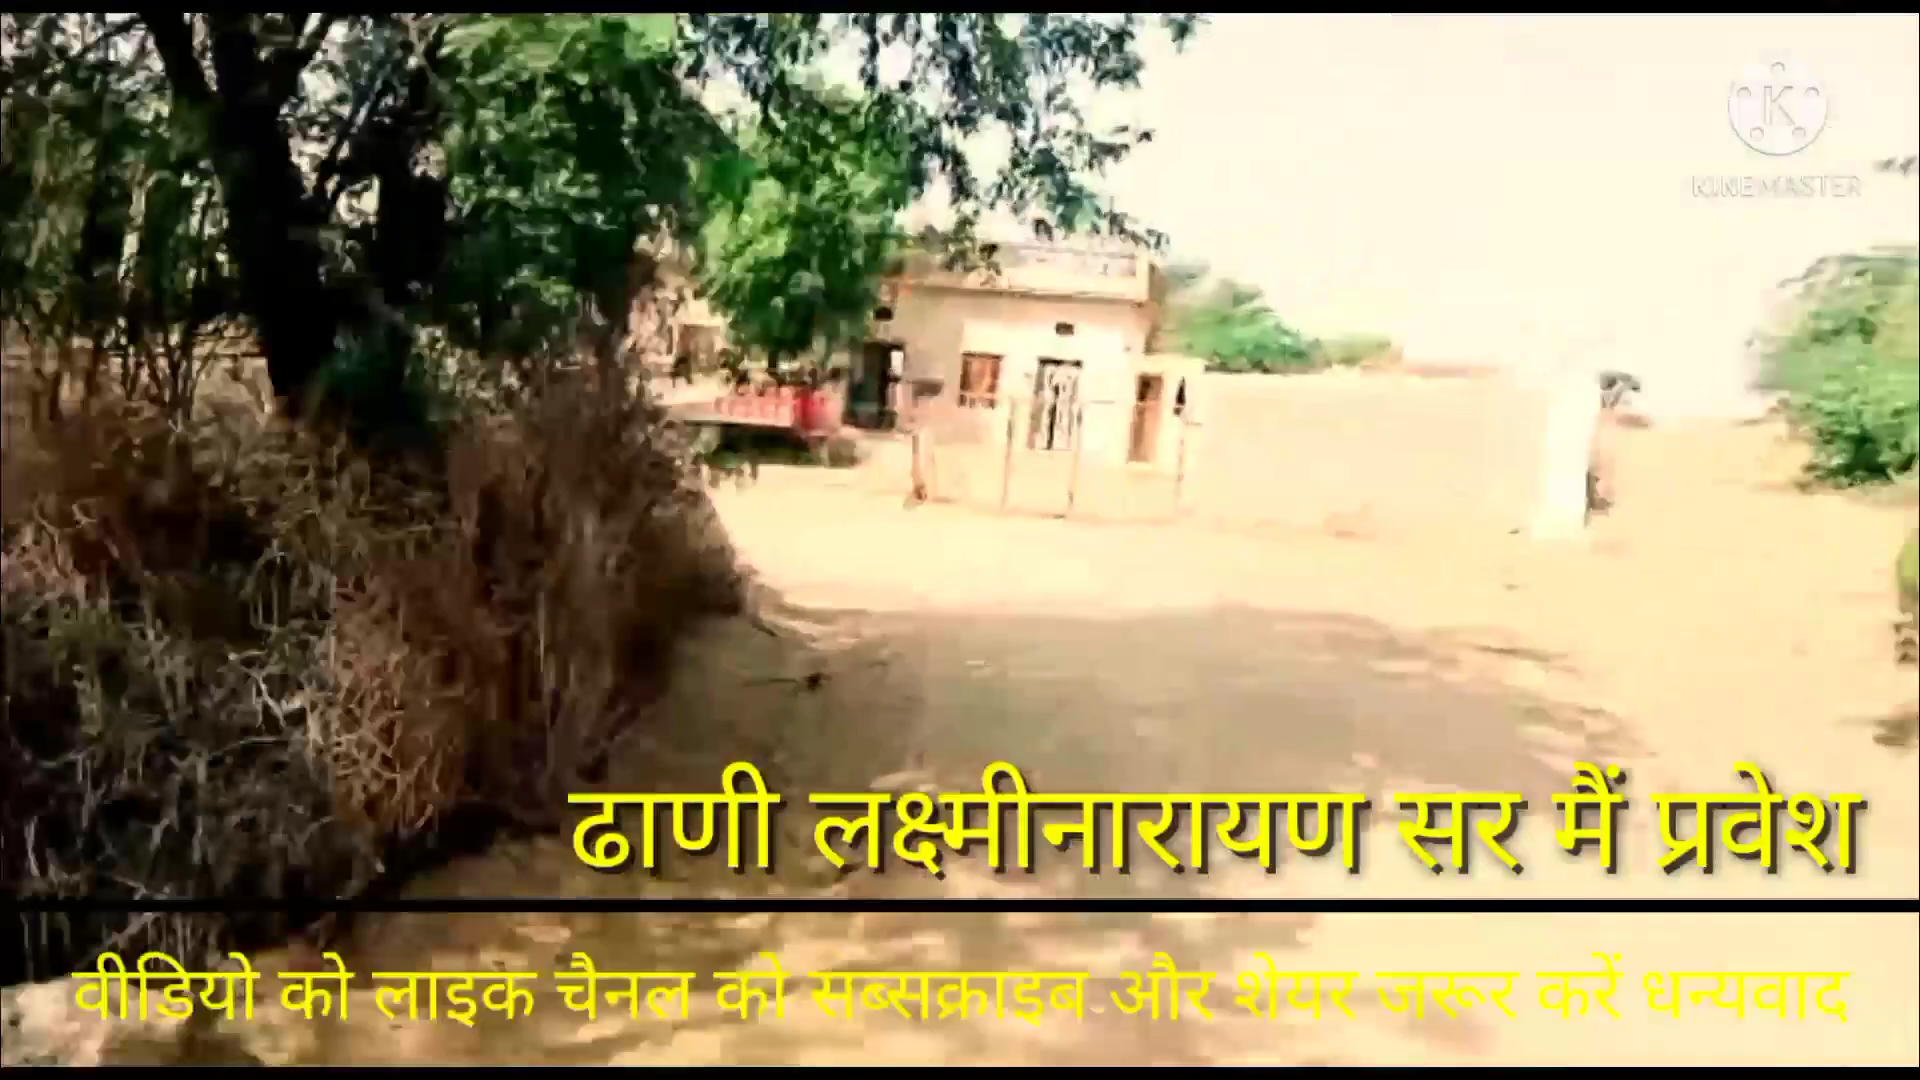 KINEMASTER
ढाणी लक्ष्मीनारायण सर मैं प्रवेश
वीडियो को लाइक चैनल को सब्सक्राइब और शेयर जरूर करें धन्यवाद